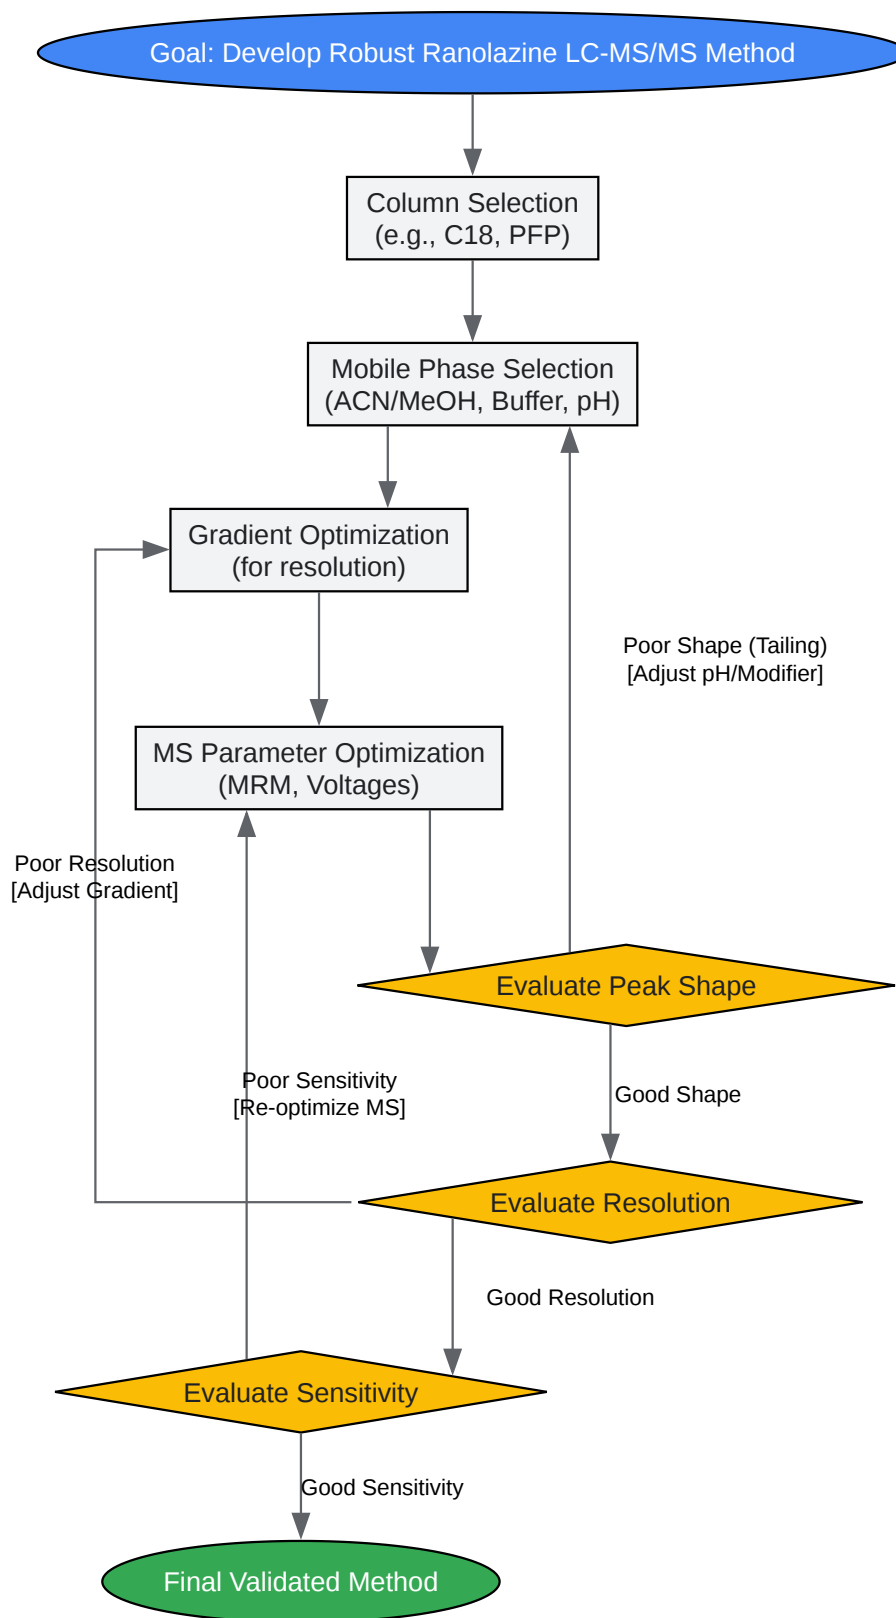 Goal: Develop Robust Ranolazine LC-MS/MS Method
Column Selection
(e.g., C18, PFP)
Mobile Phase Selection
(ACN/MeOH, Buffer, pH)
Gradient Optimization
(for resolution)
Poor Shape (Tailing)
[Adjust pH/Modifier]
MS Parameter Optimization
(MRM, Voltages)
Poor Resolution
[Adjust Gradient]
Evaluate Peak Shape
Poor Sensitivity
[Re-optimize MS]
Good Shape
Evaluate Resolution
Good Resolution
Evaluate Sensitivity
Good Sensitivity
Final Validated Method